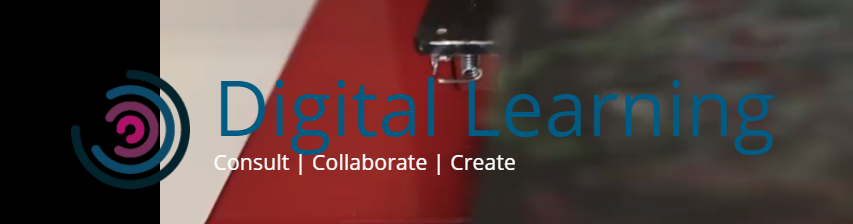 Digital Learning
Consult | Collaborate | Create